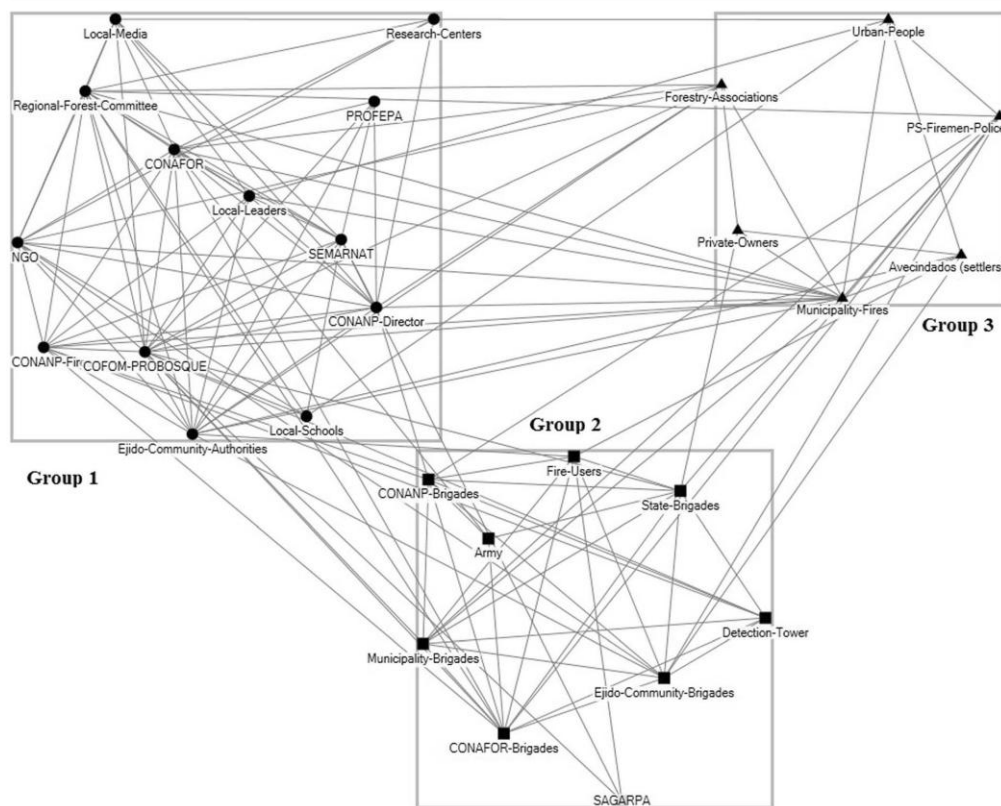 Local-Media
Research-Centers
Urban-People
Regional-Forest-Committee
Forestry-Associations
PROFEPA
PS-Firemen-Police
CONAFOR
Local-Leaders
Private-Owners
NGO
SEMARNAT
Avecindados (settlers
Municipality-Fires
CONANP-Director
Group 3
CONANP-Fir
COFOM-PROBOSQUE
Local-Schools
Group 2
Ejido-Community-Authorities
Group 1
Fire-Users
CONANP-Brigades
State-Brigades
Army
Detection-Tower
Municipality-Brigades
Ejido-Community-Brigades
CONAFOR-Brigades
SAGARPA